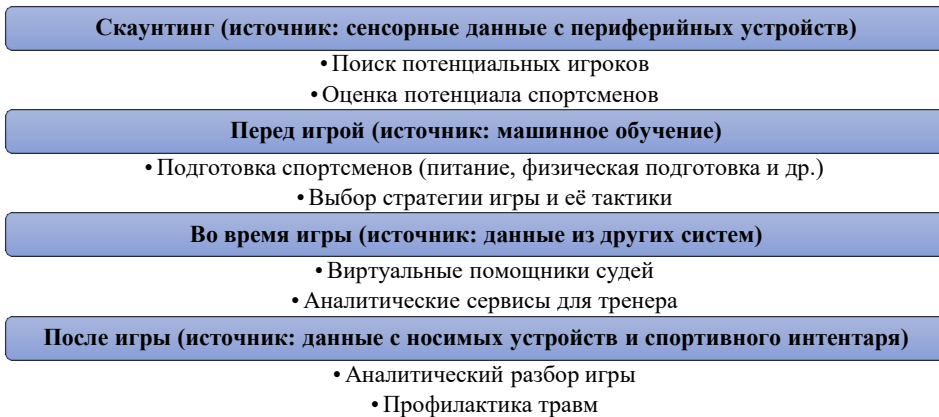 Скаунтинг (источник: сенсорные данные с периферийных устройств)
• Поиск потенциальных игроков
• Оценка потенциала спортсменов
Перед игрой (источник: машинное обучение)
• Подготовка спортсменов (питание, физическая подготовка и др.)
• Выбор стратегии игры и её тактики
Во время игры (источник: данные из других систем)
• Виртуальные помощники судей
• Аналитические сервисы для тренера
После игры (источник: данные с носимых устройств и спортивного интентаря)
• Аналитический разбор игры
• Профилактика травм